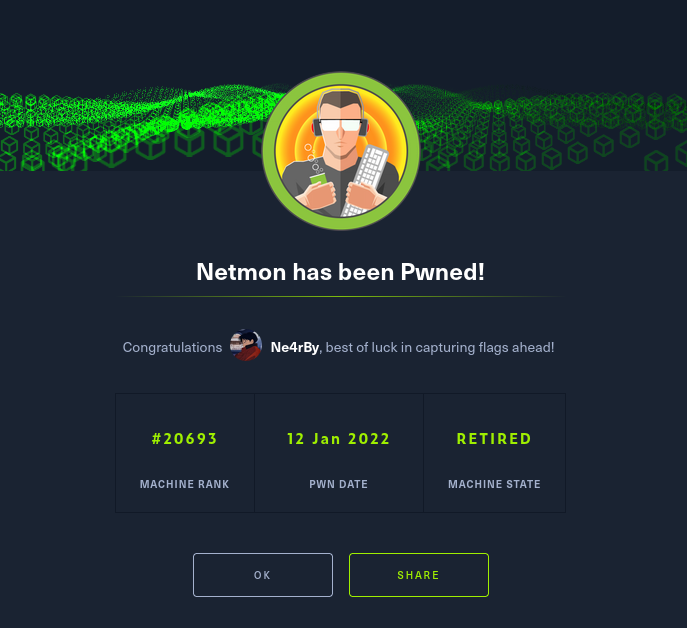 Netmon has been Pwned!
Congratulations Ne4rBy, best of luck in capturing flags ahead!
#20693 12 Jan 2022 RETIRED
MACHINE RANK PWN DATE MACHINE STATE
OK SHARE